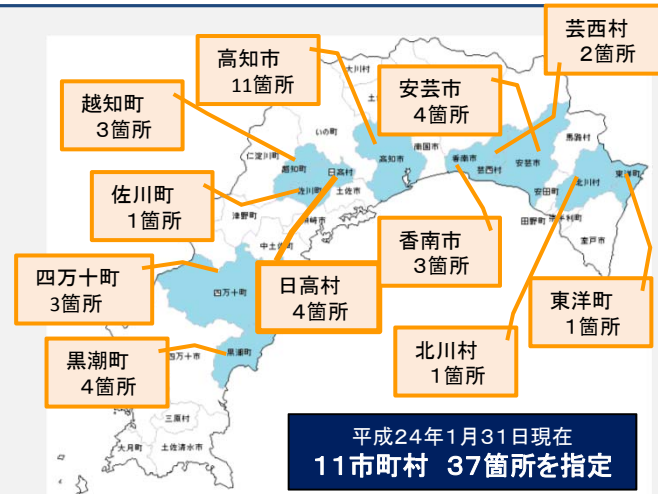 芸西村
2箇所
高知市
11箇所
安芸市
4箇所
越知町
3箇所
佐川町
1箇所
四万十町
3箇所
黒潮町
4箇所
日高村
4箇所
香南市
3箇所
北川村
1箇所
東洋町
1箇所
大川村
いの町
仁淀川町
越知町
日高村
佐川町
土佐市
高知市
南国市
香南市
芸西村
安芸市
馬路村
安田町
田野町
北川村
東洋町
室戸市
津野町
中土佐町
四万十町
四万十市
黒潮町
三原村
大月町
土佐清水市
平成24年1月31日現在
11市町村 37箇所を指定